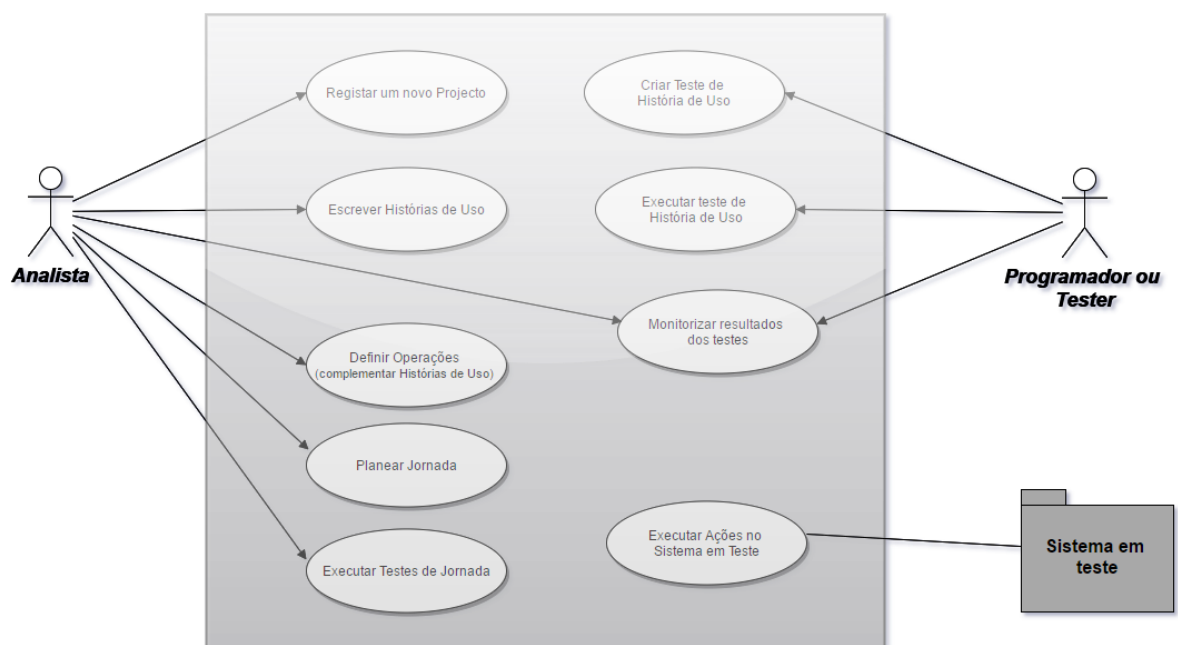 Registar um novo Projecto
Criar Teste de
História de Uso
Escrever Histórias de Uso
Executar teste de
História de Uso
Analista
Programador ou
Tester
Monitorizar resultados
dos testes
Definir Operações
(complementar Histórias de Uso)
Planear Jornada
Executar Ações no
Sistema em Teste
Sistema em
teste
Executar Testes de Jornada